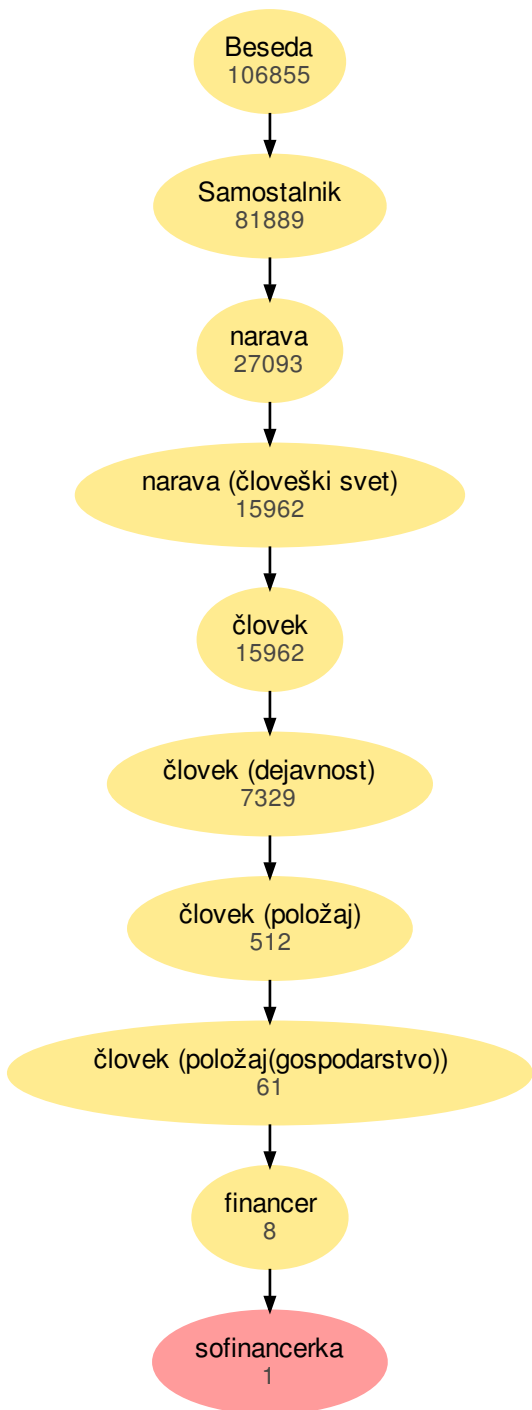 Beseda
106855
Samostalnik
81889
narava
27093
narava (človeški svet)
15962
človek
15962
človek (dejavnost)
7329
človek (položaj)
512
človek (položaj(gospodarstvo))
61
financer
8
sofinancerka
1